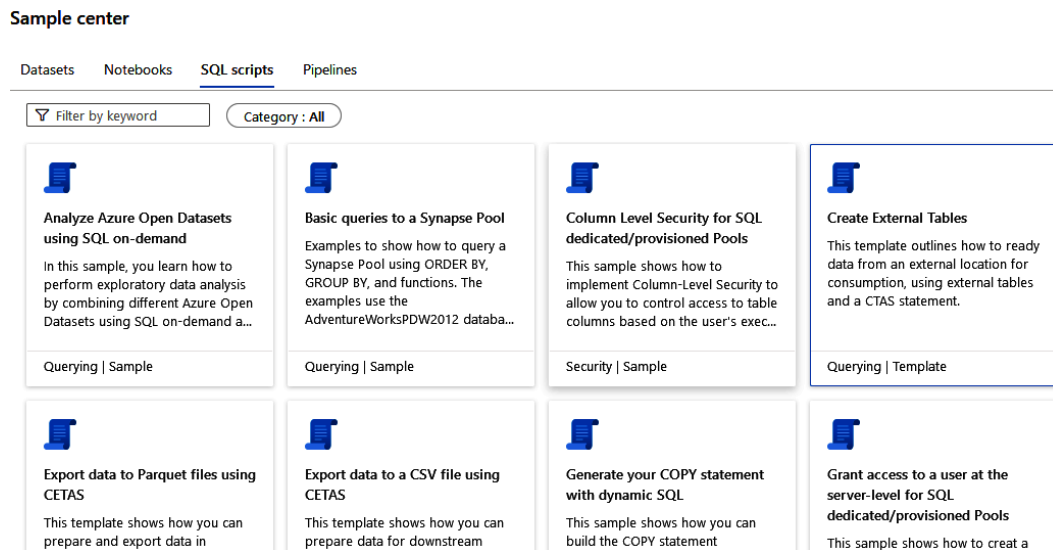 Sample center
Datasets Notebooks SQL scripts Pipelines
Filter by keyword
Category : All
Analyze Azure Open Datasets
using SQL on-demand
In this sample, you learn how to
perform exploratory data analysis
by combining different Azure Open
Datasets using SQL on-demand a...
Querying | Sample
Basic queries to a Synapse Pool
Examples to show how to query a
Synapse Pool using ORDER BY,
GROUP BY, and functions. The
examples use the
AdventureWorksPDW2012 databa...
Querying | Sample
Column Level Security for SQL
dedicated/provisioned Pools
This sample shows how to
implement Column-Level Security to
allow you to control access to table
columns based on the user's exec...
Security | Sample
Create External Tables
This template outlines how to ready
data from an external location for
consumption, using external tables
and a CTAS statement.
Querying | Template
Export data to Parquet files using
CETAS
This template shows how you can
prepare and export data in
Export data to a CSV file using
CETAS
This template shows how you can
prepare data for downstream
Generate your COPY statement
with dynamic SQL
This sample shows how you can
build the COPY statement
Grant access to a user at the
server-level for SQL
dedicated/provisioned Pools
This sample shows how to creat a